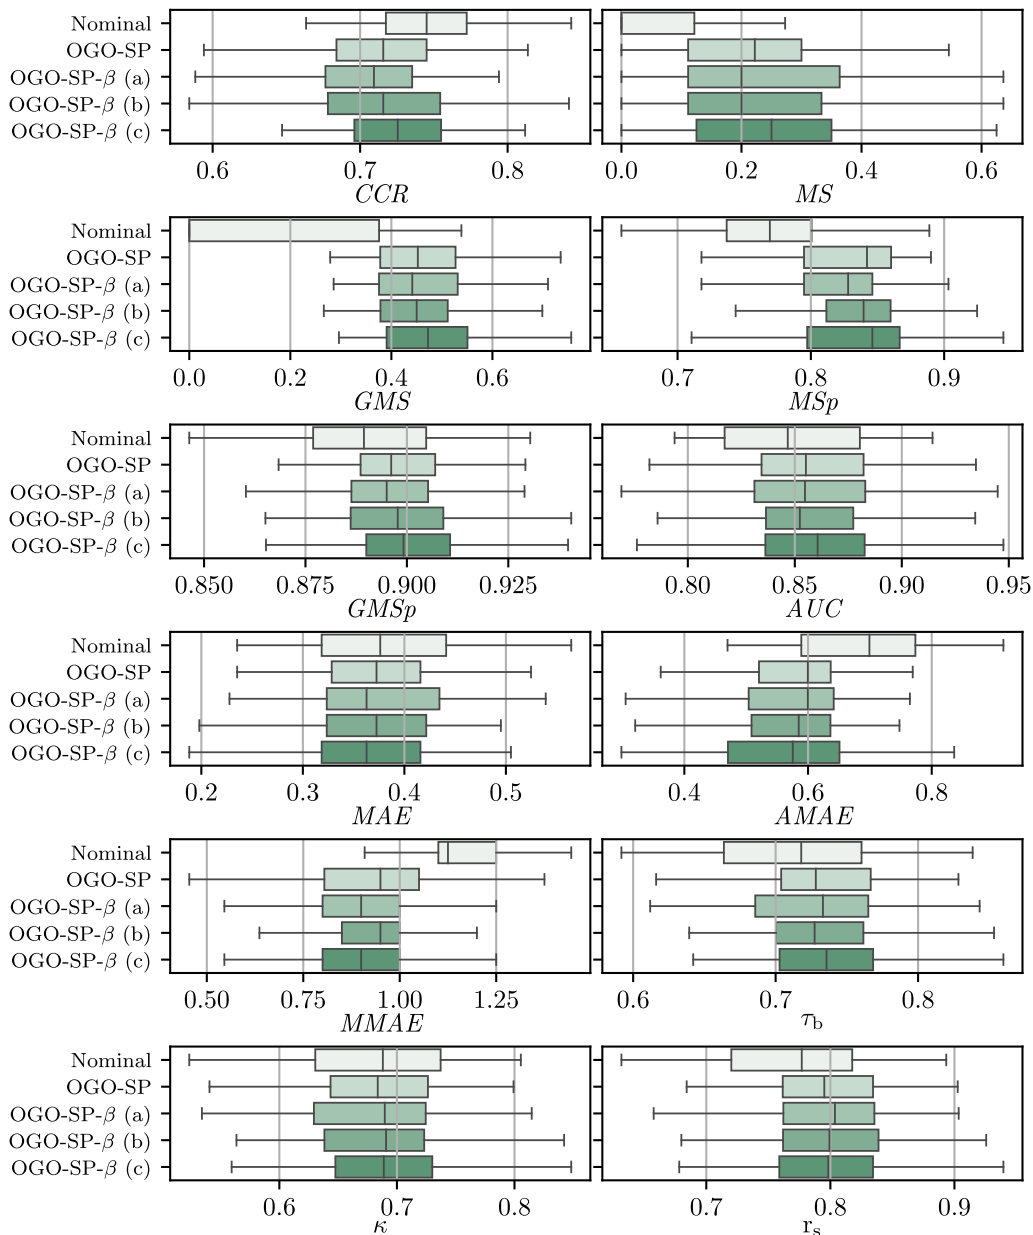 Nominal
OGO-SP
OGO-SP-β (a)
OGO-SP-β (b)
OGO-SP-β (c)
0.6 0.7 0.8
CCR
0.0 0.2 0.4 0.6
MS
Nominal
OGO-SP
OGO-SP-β (a)
OGO-SP-β (b)
OGO-SP-β (c)
0.0 0.2 0.4 0.6
GMS
0.7 0.8 0.9
MSp
Nominal
OGO-SP
OGO-SP-β (a)
OGO-SP-β (b)
OGO-SP-β (c)
0.850 0.875 0.900 0.925
GMSp
0.80 0.85 0.90 0.95
AUC
Nominal
OGO-SP
OGO-SP-β (a)
OGO-SP-β (b)
OGO-SP-β (c)
0.2 0.3 0.4 0.5
MAE
0.4 0.6 0.8
AMAE
Nominal
OGO-SP
OGO-SP-β (a)
OGO-SP-β (b)
OGO-SP-β (c)
0.50 0.75 1.00 1.25
MMAE
0.6 0.7 0.8
τb
Nominal
OGO-SP
OGO-SP-β (a)
OGO-SP-β (b)
OGO-SP-β (c)
0.6 0.7 0.8
κ
0.7 0.8 0.9
rs